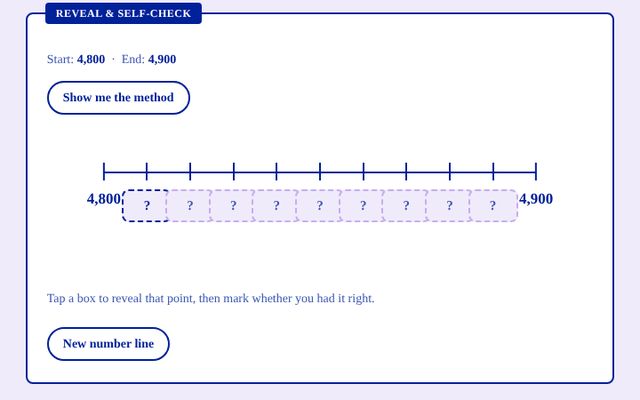 REVEAL & SELF-CHECK
Start: 4,800 · End: 4,900
Show me the method
4,800 ? ? ? ? ? ? ? ? ? 4,900
Tap a box to reveal that point, then mark whether you had it right.
New number line